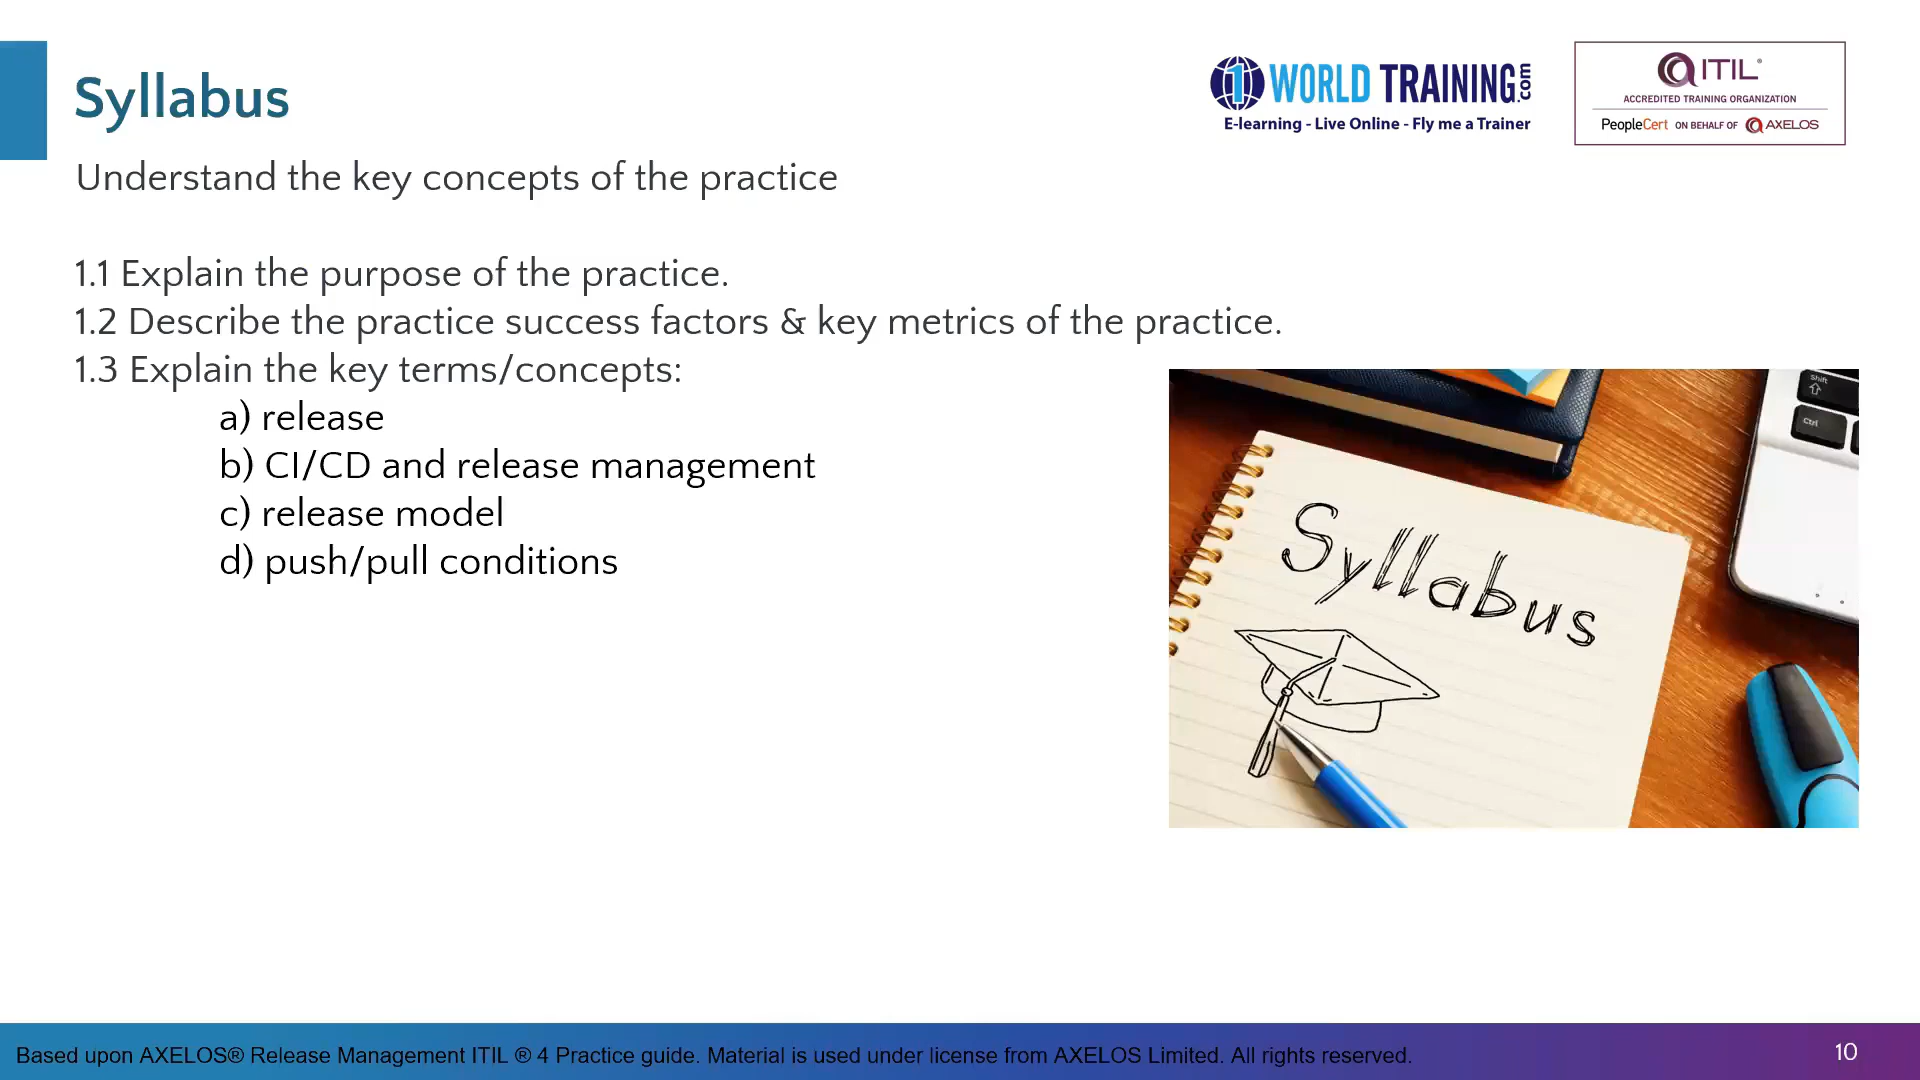 Syllabus
1WORLD TRAINING.com
E-learning - Live Online - Fly me a Trainer
ITIL®
ACCREDITED TRAINING ORGANIZATION
PeopleCert ON BEHALF OF AXELOS
Understand the key concepts of the practice
1.1 Explain the purpose of the practice.
1.2 Describe the practice success factors & key metrics of the practice.
1.3 Explain the key terms/concepts:
a) release
b) CI/CD and release management
c) release model
d) push/pull conditions
Shift
Ctrl
Syllabus
Based upon AXELOS® Release Management ITIL ® 4 Practice guide. Material is used under license from AXELOS Limited. All rights reserved.
10